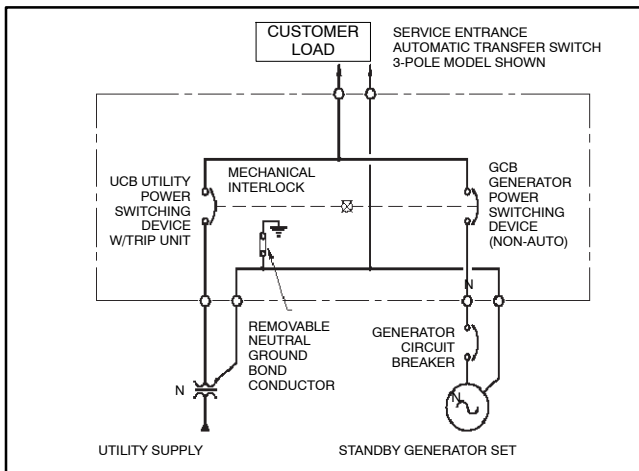 CUSTOMER
LOAD
SERVICE ENTRANCE
AUTOMATIC TRANSFER SWITCH
3-POLE MODEL SHOWN
UCB UTILITY
POWER
SWITCHING
DEVICE
W/TRIP UNIT
MECHANICAL
INTERLOCK
GCB
GENERATOR
POWER
SWITCHING
DEVICE
(NON-AUTO)
N
REMOVABLE
NEUTRAL
GROUND
BOND
CONDUCTOR
GENERATOR
CIRCUIT
BREAKER
N
N
UTILITY SUPPLY
STANDBY GENERATOR SET